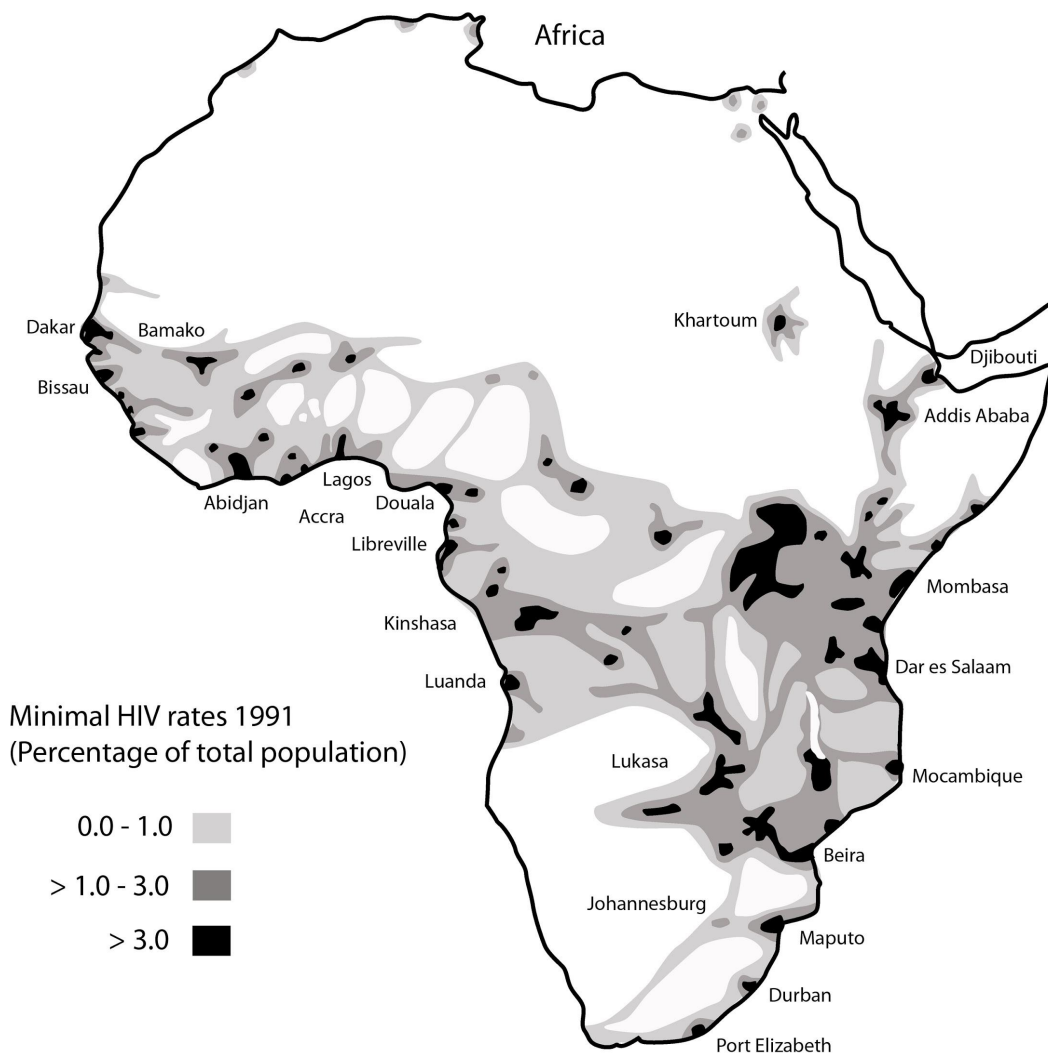 Africa
Dakar
Bamako
Khartoum
Djibouti
Bissau
Addis Ababa
Lagos
Abidjan
Douala
Accra
Libreville
Mombasa
Kinshasa
Dar es Salaam
Luanda
Minimal HIV rates 1991
(Percentage of total population)
Lukasa
Mocambique
0.0 - 1.0
> 1.0 - 3.0
> 3.0
Beira
Johannesburg
Maputo
Durban
Port Elizabeth